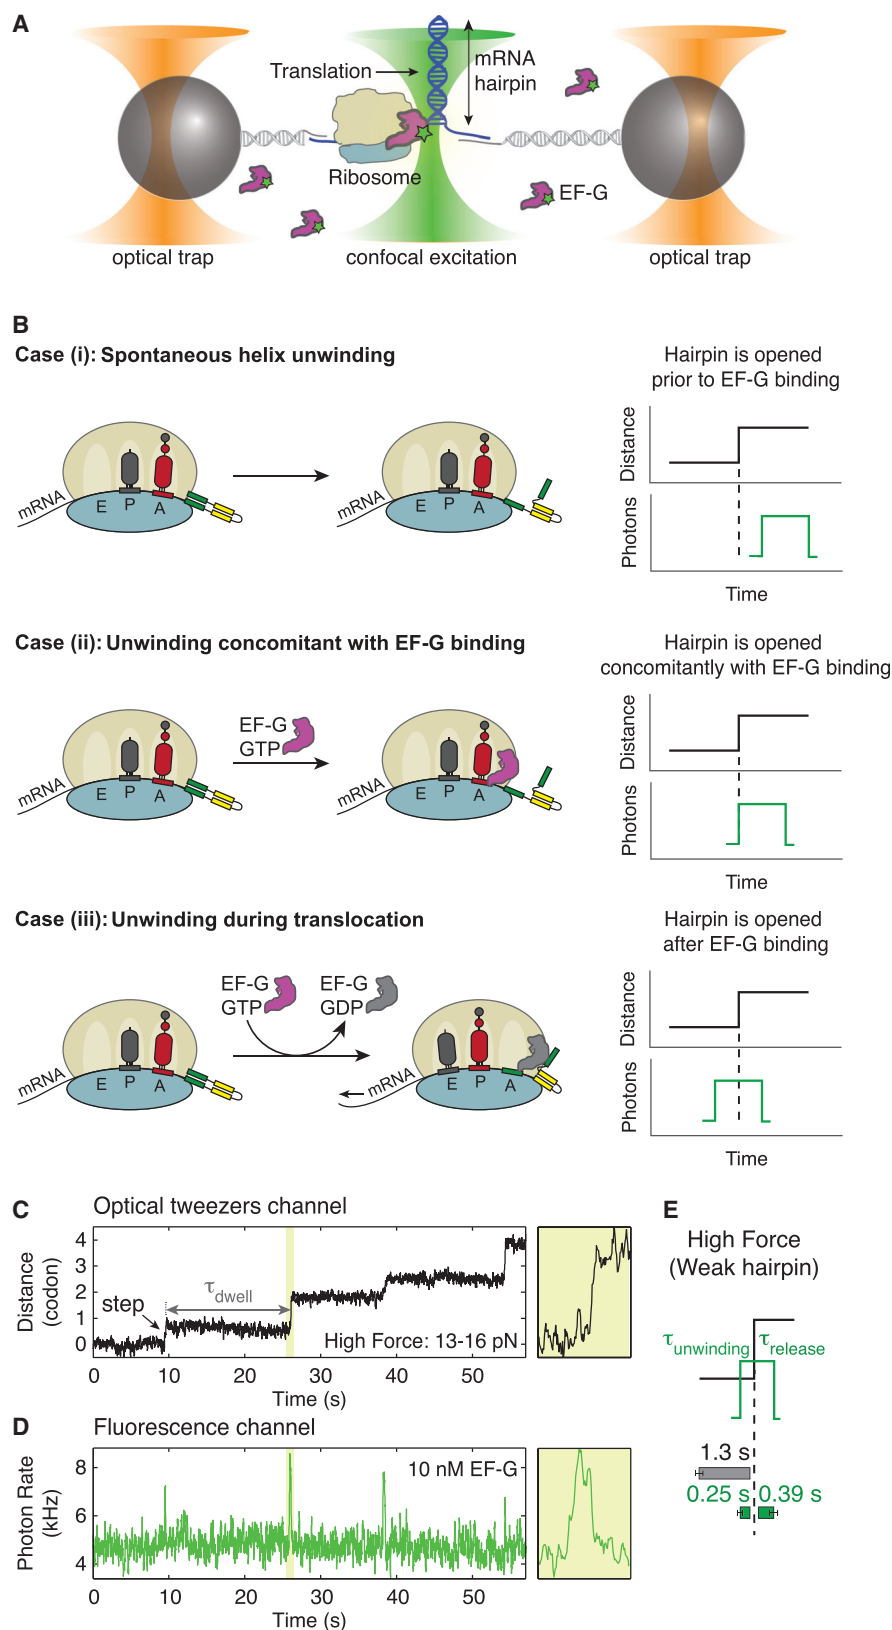 A
Translation
mRNA
hairpin
Ribosome
EF-G
optical trap
confocal excitation
optical trap
B
Case (i): Spontaneous helix unwinding
Hairpin is opened
prior to EF-G binding
mRNA
E
P
A
mRNA
E
P
A
Distance
Photons
Time
Case (ii): Unwinding concomitant with EF-G binding
Hairpin is opened
concomitantly with EF-G binding
EF-G
GTP
mRNA
E
P
A
mRNA
E
P
A
Distance
Photons
Time
Case (iii): Unwinding during translocation
Hairpin is opened
after EF-G binding
EF-G
GTP
EF-G
GDP
mRNA
E
P
A
mRNA
E
P
A
Distance
Photons
Time
C
Optical tweezers channel
Distance
(codon)
4
3
2
1
0
step
τdwell
High Force: 13-16 pN
0 10 20 30 40 50
Time (s)
D
Fluorescence channel
Photon Rate
(kHz)
8
6
4
10 nM EF-G
0 10 20 30 40 50
Time (s)
E
High Force
(Weak hairpin)
τunwinding
τrelease
1.3 s
0.25 s
0.39 s